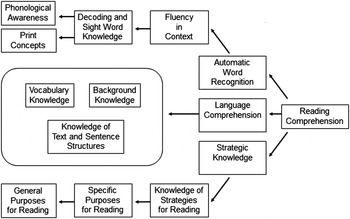 Phonological
Awareness
Print
Concepts
Decoding and
Sight Word
Knowledge
Fluency
in
Context
Automatic
Word
Recognition
Vocabulary
Knowledge
Background
Knowledge
Knowledge of
Text and Sentence
Structures
Language
Comprehension
Reading
Comprehension
Strategic
Knowledge
General
Purposes
for Reading
Specific
Purposes
for Reading
Knowledge of
Strategies
for Reading